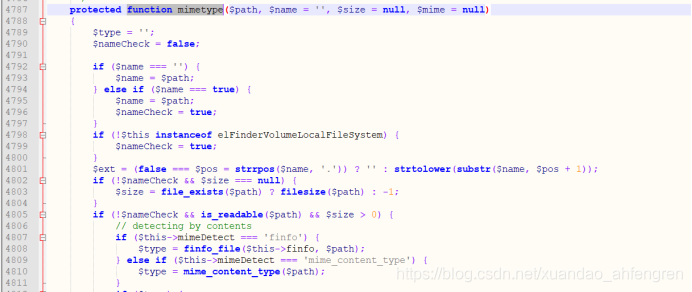 4787 protected function mimetype($path, $name = '', $size = null, $mime = null)
4788 {
4789 $type = '';
4790 $nameCheck = false;
4791
4792 if ($name === '') {
4793 $name = $path;
4794 } else if ($name === true) {
4795 $name = $path;
4796 $nameCheck = true;
4797 }
4798 if (!$this instanceof elFinderVolumeLocalFileSystem) {
4799 $nameCheck = true;
4800 }
4801 $ext = (false === $pos = strrpos($name, '.')) ? '' : strtolower(substr($name, $pos + 1));
4802 if (!$nameCheck && $size === null) {
4803 $size = file_exists($path) ? filesize($path) : -1;
4804 }
4805 if (!$nameCheck && is_readable($path) && $size > 0) {
4806 // detecting by contents
4807 if ($this->mimeDetect === 'finfo') {
4808 $type = finfo_file($this->finfo, $path);
4809 } else if ($this->mimeDetect === 'mime_content_type') {
4810 $type = mime_content_type($path);
4811 }
https://blog.csdn.net/xuandao_ahfengren